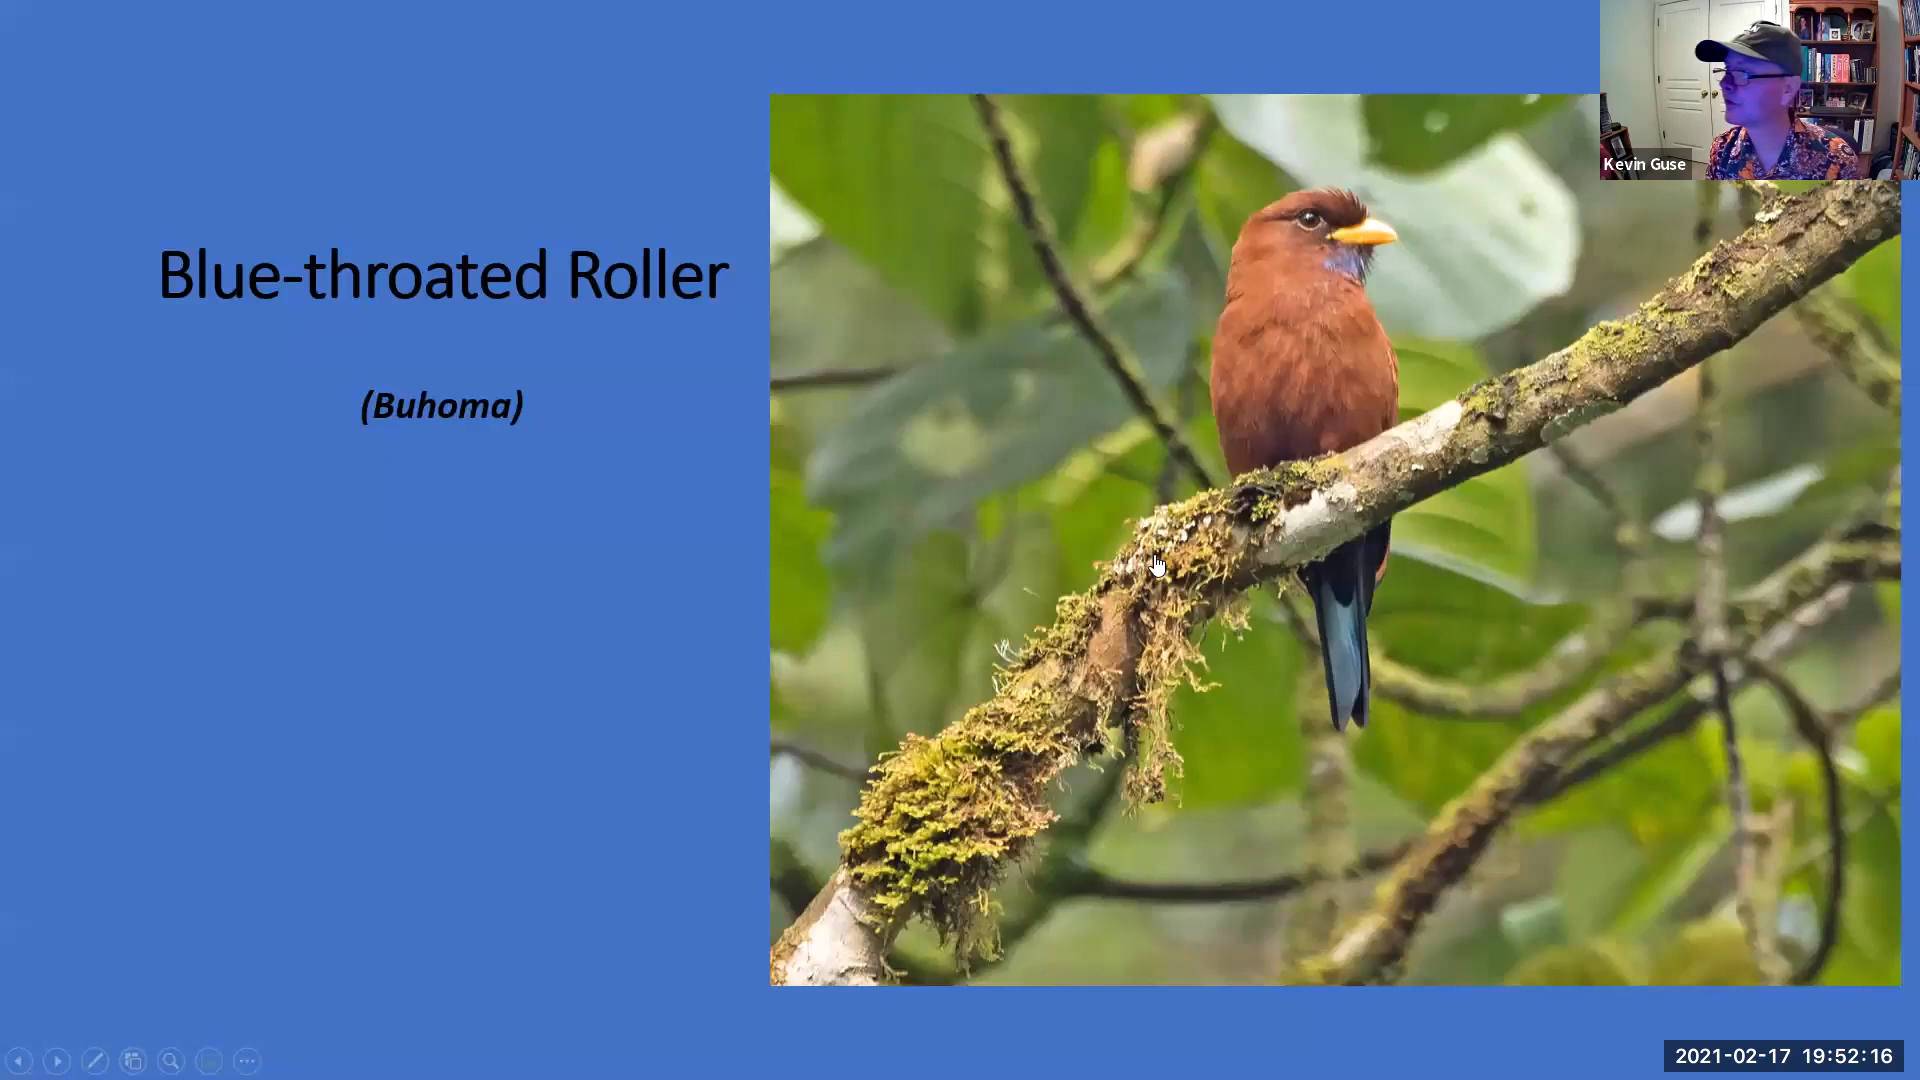 Blue-throated Roller
(Buhoma)
Kevin Guse
2021-02-17 19:52:16